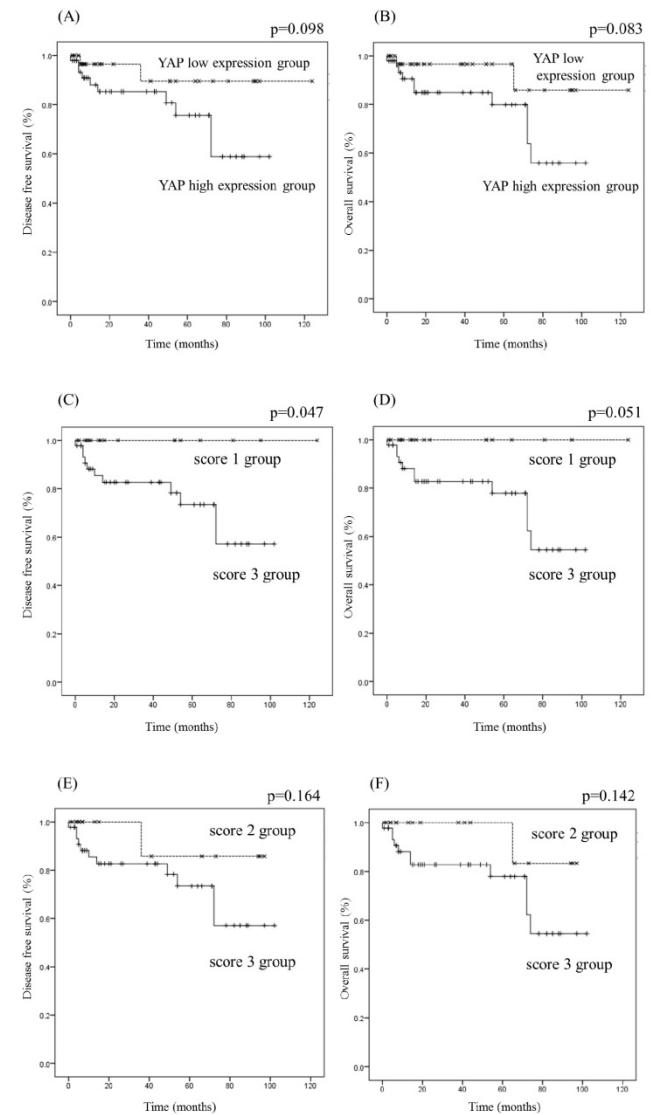 (A)
p=0.098
Disease free survival (%)
1.0
0.8
0.6
0.4
0.2
0.0
YAP low expression group
YAP high expression group
0 20 40 60 80 100 120
Time (months)
(B)
p=0.083
Overall survival (%)
1.0
0.8
0.6
0.4
0.2
0.0
YAP low
expression group
YAP high expression group
0 20 40 60 80 100 120
Time (months)
(C)
p=0.047
Disease free survival (%)
1.0
0.8
0.6
0.4
0.2
0.0
score 1 group
score 3 group
0 20 40 60 80 100 120
Time (months)
(D)
p=0.051
Overall survival (%)
1.0
0.8
0.6
0.4
0.2
0.0
score 1 group
score 3 group
0 20 40 60 80 100 120
Time (months)
(E)
p=0.164
Disease free survival (%)
1.0
0.8
0.6
0.4
0.2
0.0
score 2 group
score 3 group
0 20 40 60 80 100 120
Time (months)
(F)
p=0.142
Overall survival (%)
1.0
0.8
0.6
0.4
0.2
0.0
score 2 group
score 3 group
0 20 40 60 80 100 120
Time (months)